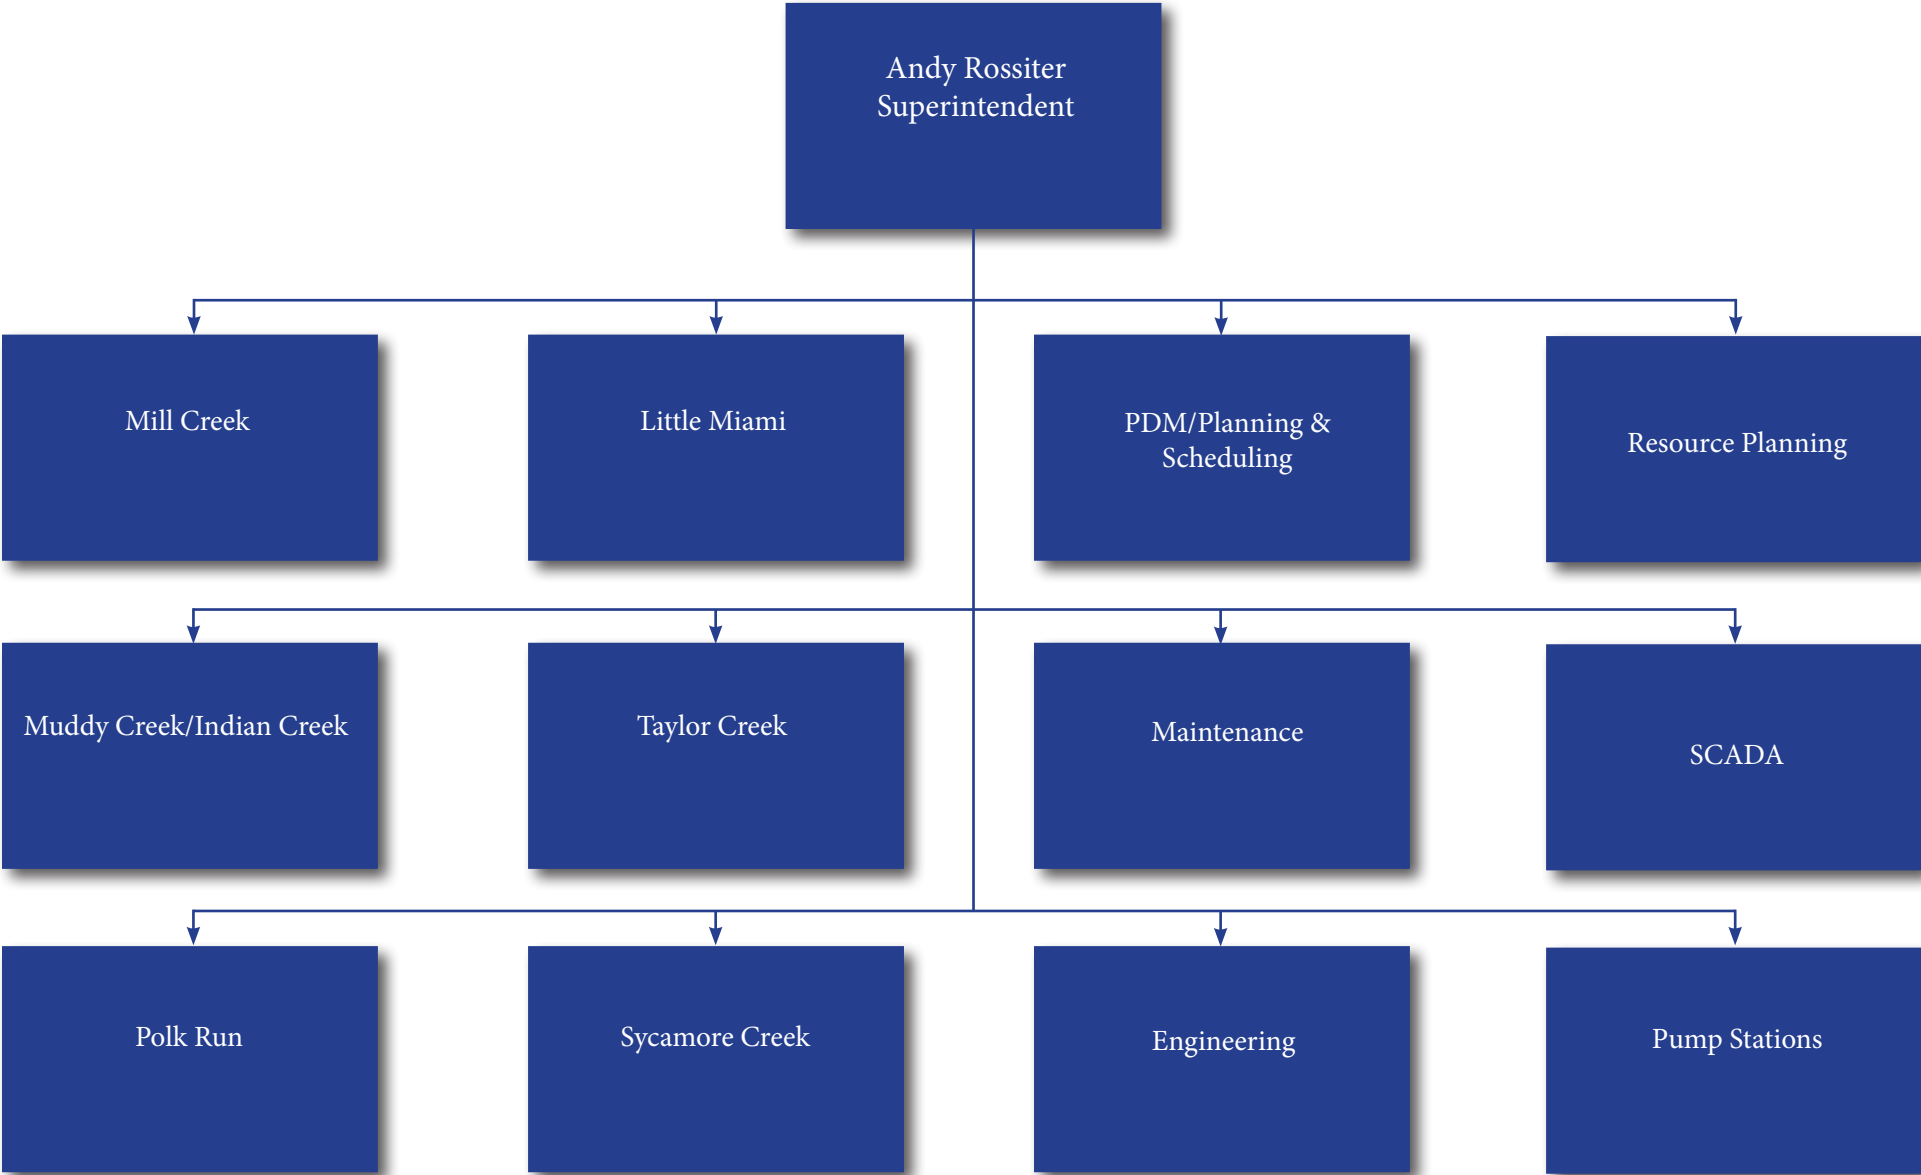 Andy Rossiter
Superintendent
Mill Creek
Little Miami
PDM/Planning &
Scheduling
Resource Planning
Muddy Creek/Indian Creek
Taylor Creek
Maintenance
SCADA
Polk Run
Sycamore Creek
Engineering
Pump Stations